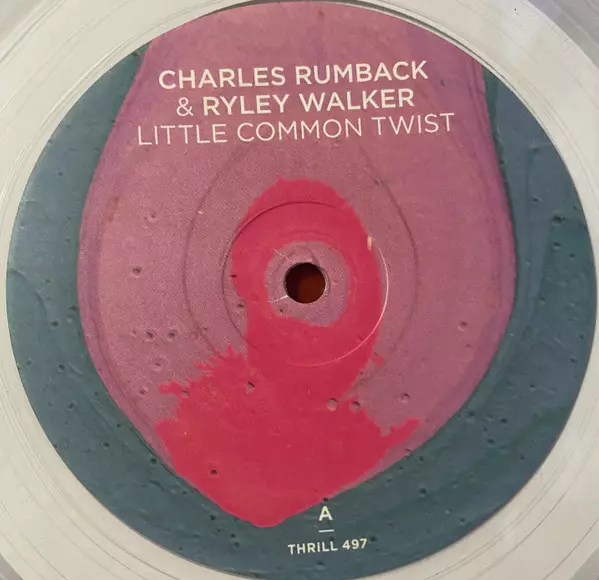 CHARLES RUMBACK
& RYLEY WALKER
LITTLE COMMON TWIST
A
THRILL 497